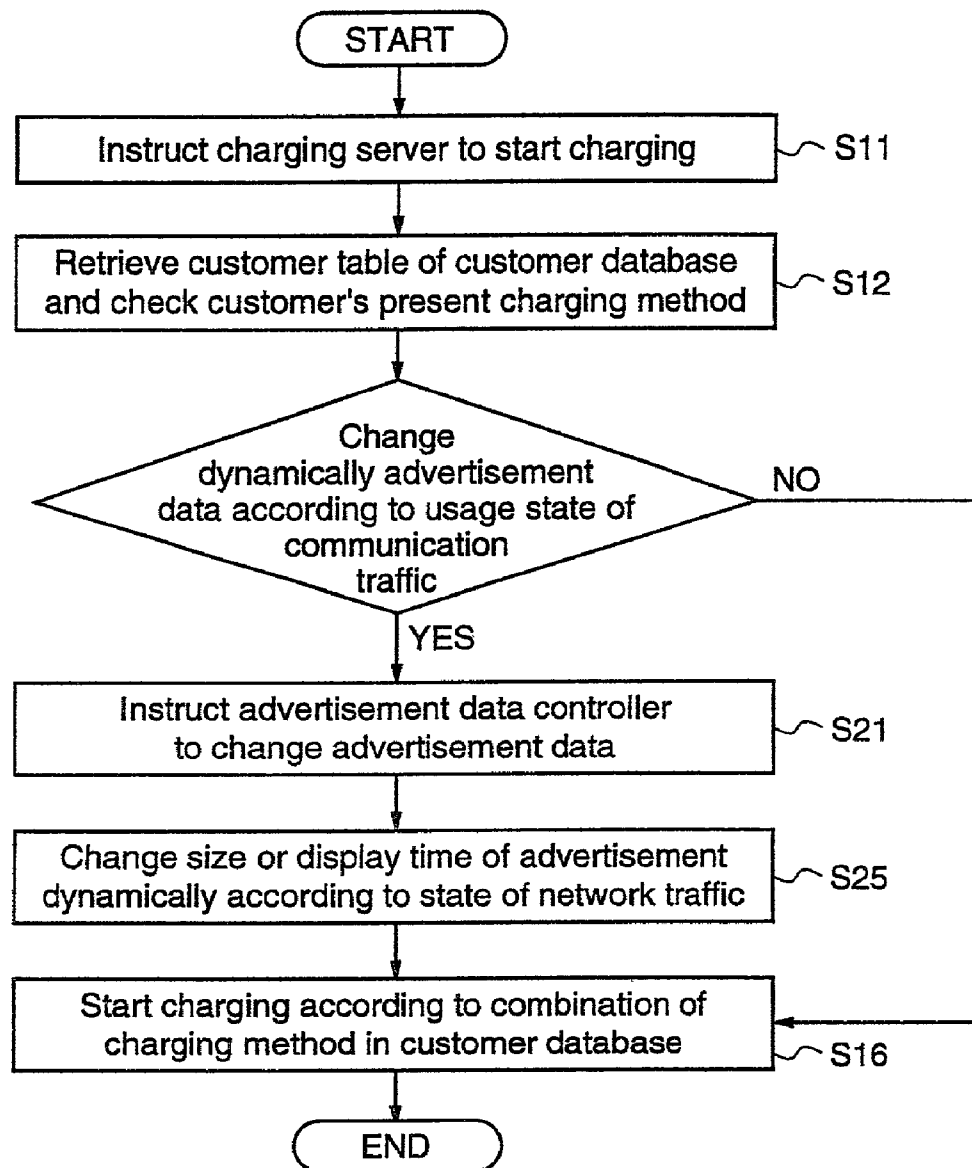 START
Instruct charging server to start charging
S11
Retrieve customer table of customer database
and check customer's present charging method
S12
Change
dynamically advertisement
data according to usage state of
communication
traffic
NO
YES
Instruct advertisement data controller
to change advertisement data
S21
Change size or display time of advertisement
dynamically according to state of network traffic
S25
Start charging according to combination of
charging method in customer database
S16
END